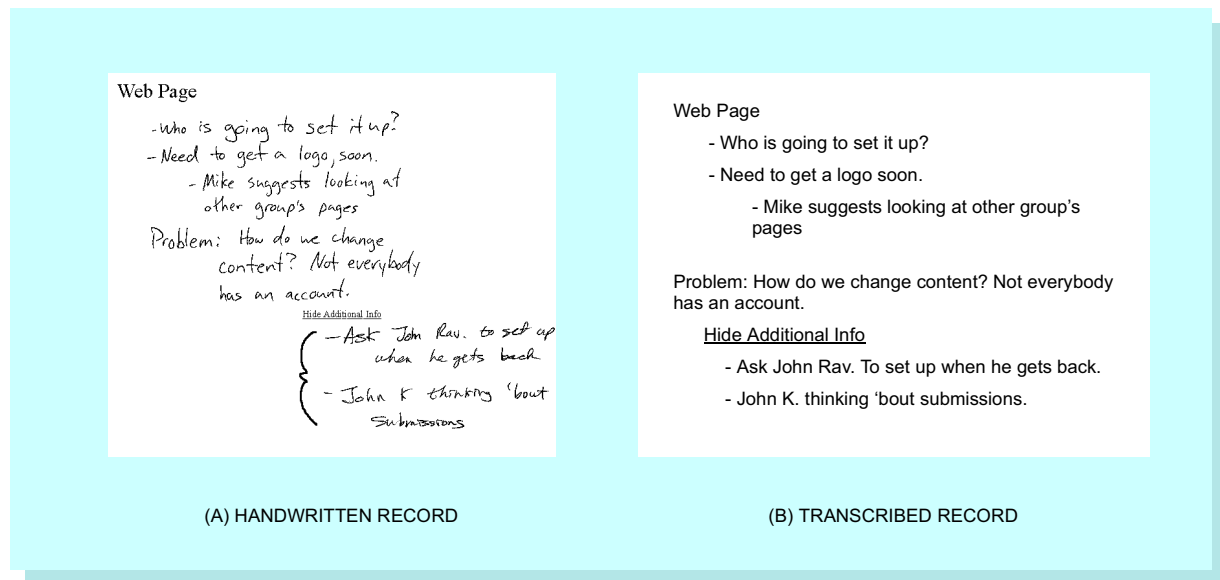 Web Page
-Who is going to set it up?
- Need to get a logo, soon.
- Mike suggests looking at
other group's pages
Problem: How do we change
content? Not everybody
has an account.
Hide Additional Info
- Ask John Rav. to set up
when he gets back
- John K thinking 'bout
submissions
(A) HANDWRITTEN RECORD
Web Page
- Who is going to set it up?
- Need to get a logo soon.
- Mike suggests looking at other group’s
pages
Problem: How do we change content? Not everybody
has an account.
Hide Additional Info
- Ask John Rav. To set up when he gets back.
- John K. thinking ‘bout submissions.
(B) TRANSCRIBED RECORD